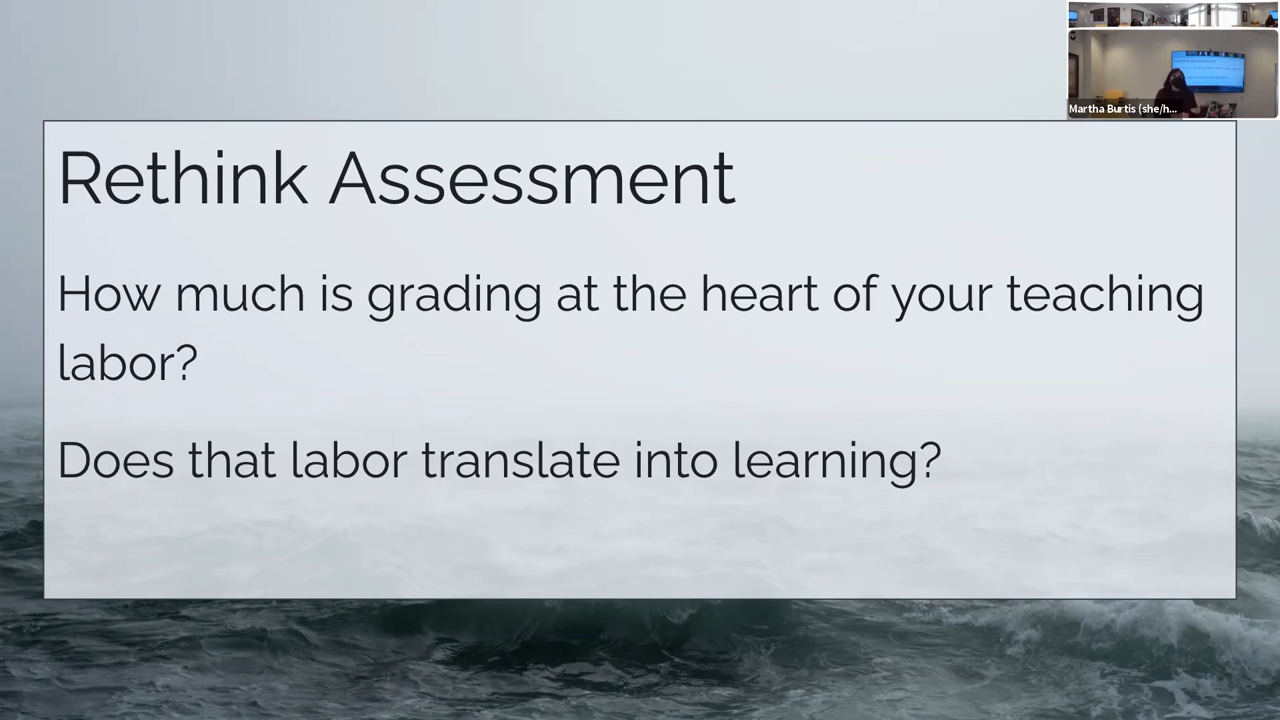 Martha Burtis (she/h...
Rethink Assessment
How much is grading at the heart of your teaching
labor?
Does that labor translate into learning?